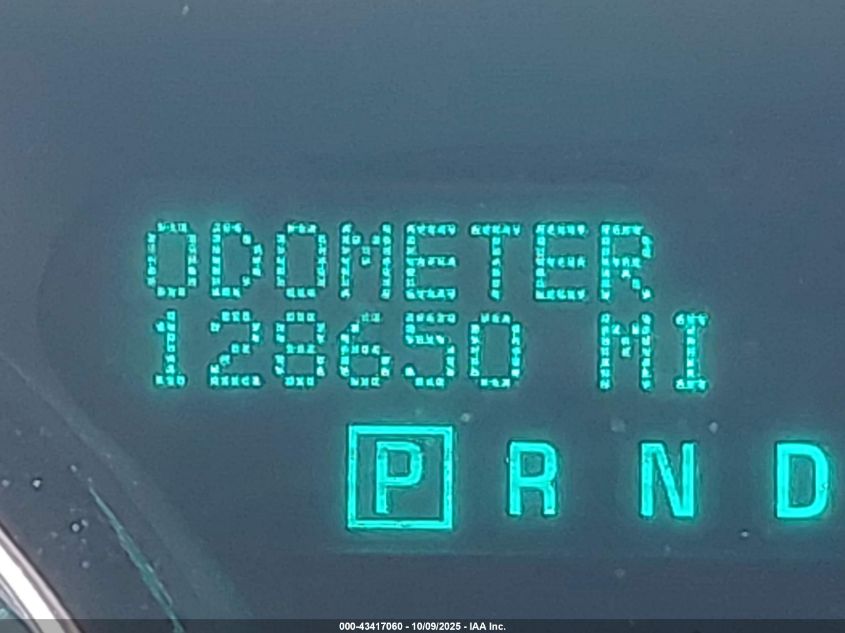 ODOMETER
128650 MI
P R N D
000-43417060 - 10/09/2025 - IAA Inc.